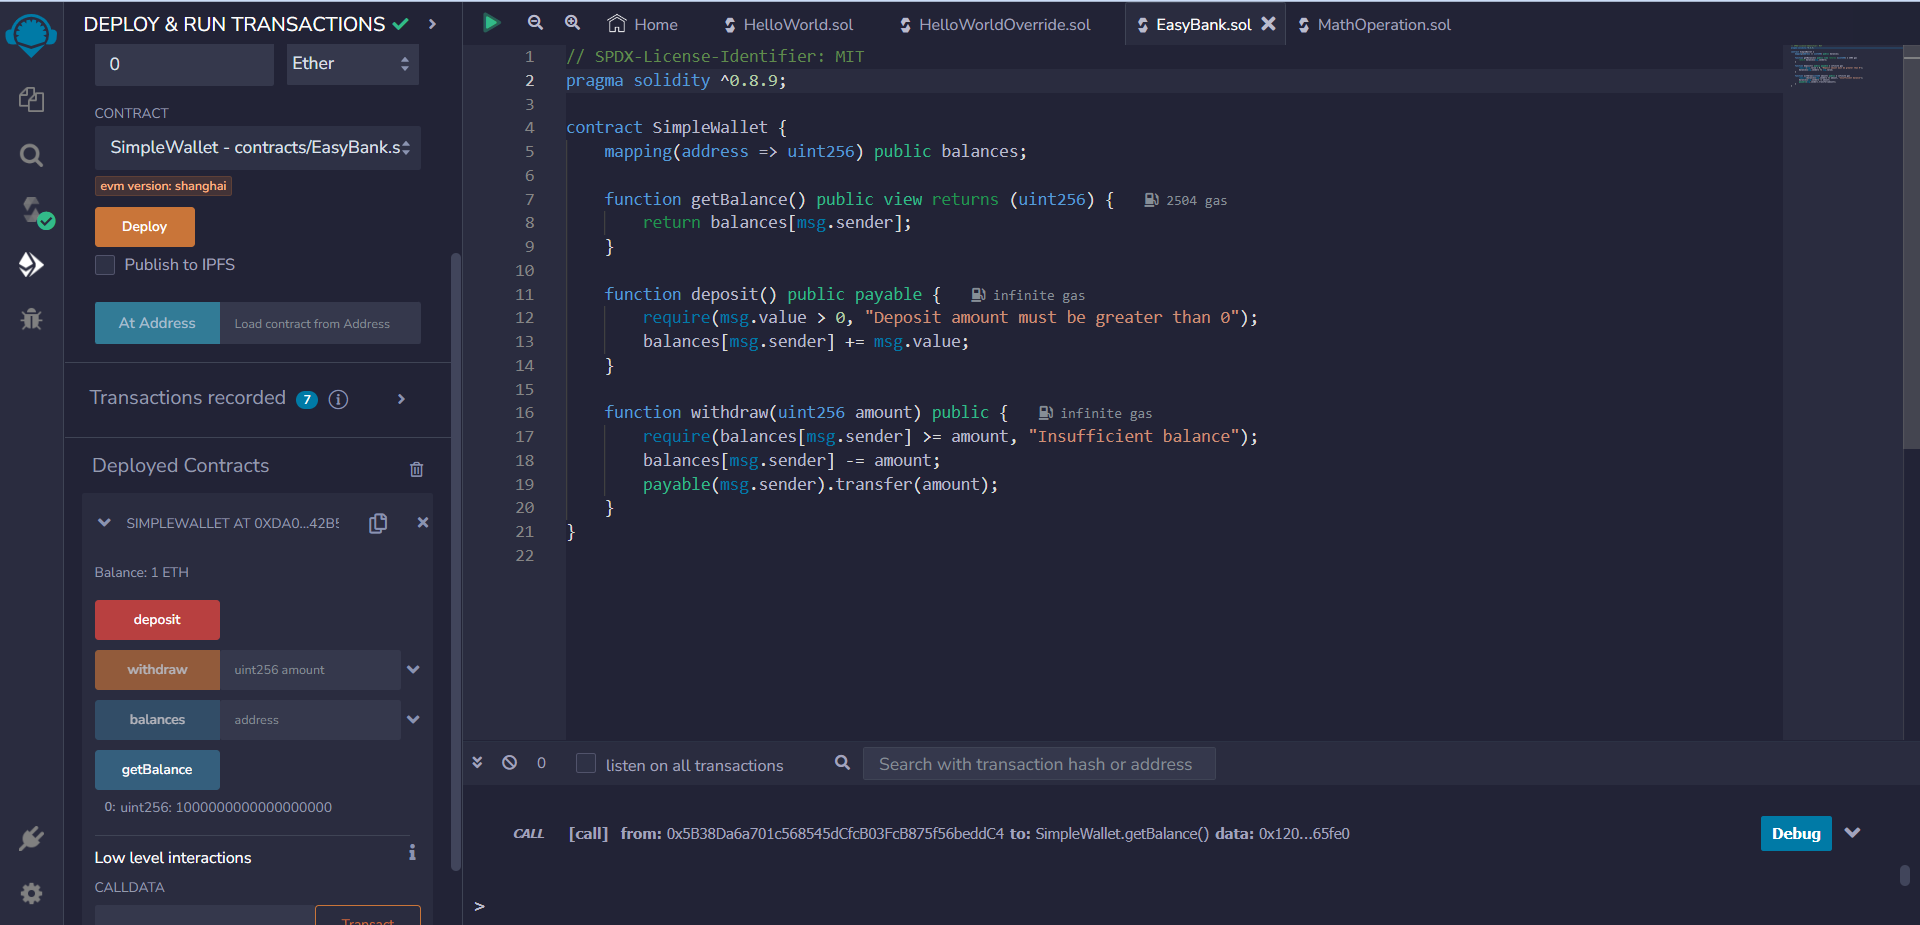 DEPLOY & RUN TRANSACTIONS
0
Ether
CONTRACT
SimpleWallet - contracts/EasyBank.s
evm version: shanghai
Deploy
Publish to IPFS
At Address
Load contract from Address
Transactions recorded 7
Deployed Contracts
SIMPLEWALLET AT 0XDA0...42BE
Balance: 1 ETH
deposit
withdraw
uint256 amount
balances
address
getBalance
0: uint256: 1000000000000000000
Low level interactions
CALLDATA
Transact
Home
HelloWorld.sol
HelloWorldOverride.sol
EasyBank.sol
MathOperation.sol
1 // SPDX-License-Identifier: MIT
2 pragma solidity ^0.8.9;
3
4 contract SimpleWallet {
5 mapping(address => uint256) public balances;
6
7 function getBalance() public view returns (uint256) { 2504 gas
8 return balances[msg.sender];
9 }
10
11 function deposit() public payable { infinite gas
12 require(msg.value > 0, "Deposit amount must be greater than 0");
13 balances[msg.sender] += msg.value;
14 }
15
16 function withdraw(uint256 amount) public { infinite gas
17 require(balances[msg.sender] >= amount, "Insufficient balance");
18 balances[msg.sender] -= amount;
19 payable(msg.sender).transfer(amount);
20 }
21 }
22
0
listen on all transactions
Search with transaction hash or address
CALL [call] from: 0x5B38Da6a701c568545dCfcB03FcB875f56beddC4 to: SimpleWallet.getBalance() data: 0x120...65fe0
Debug
>